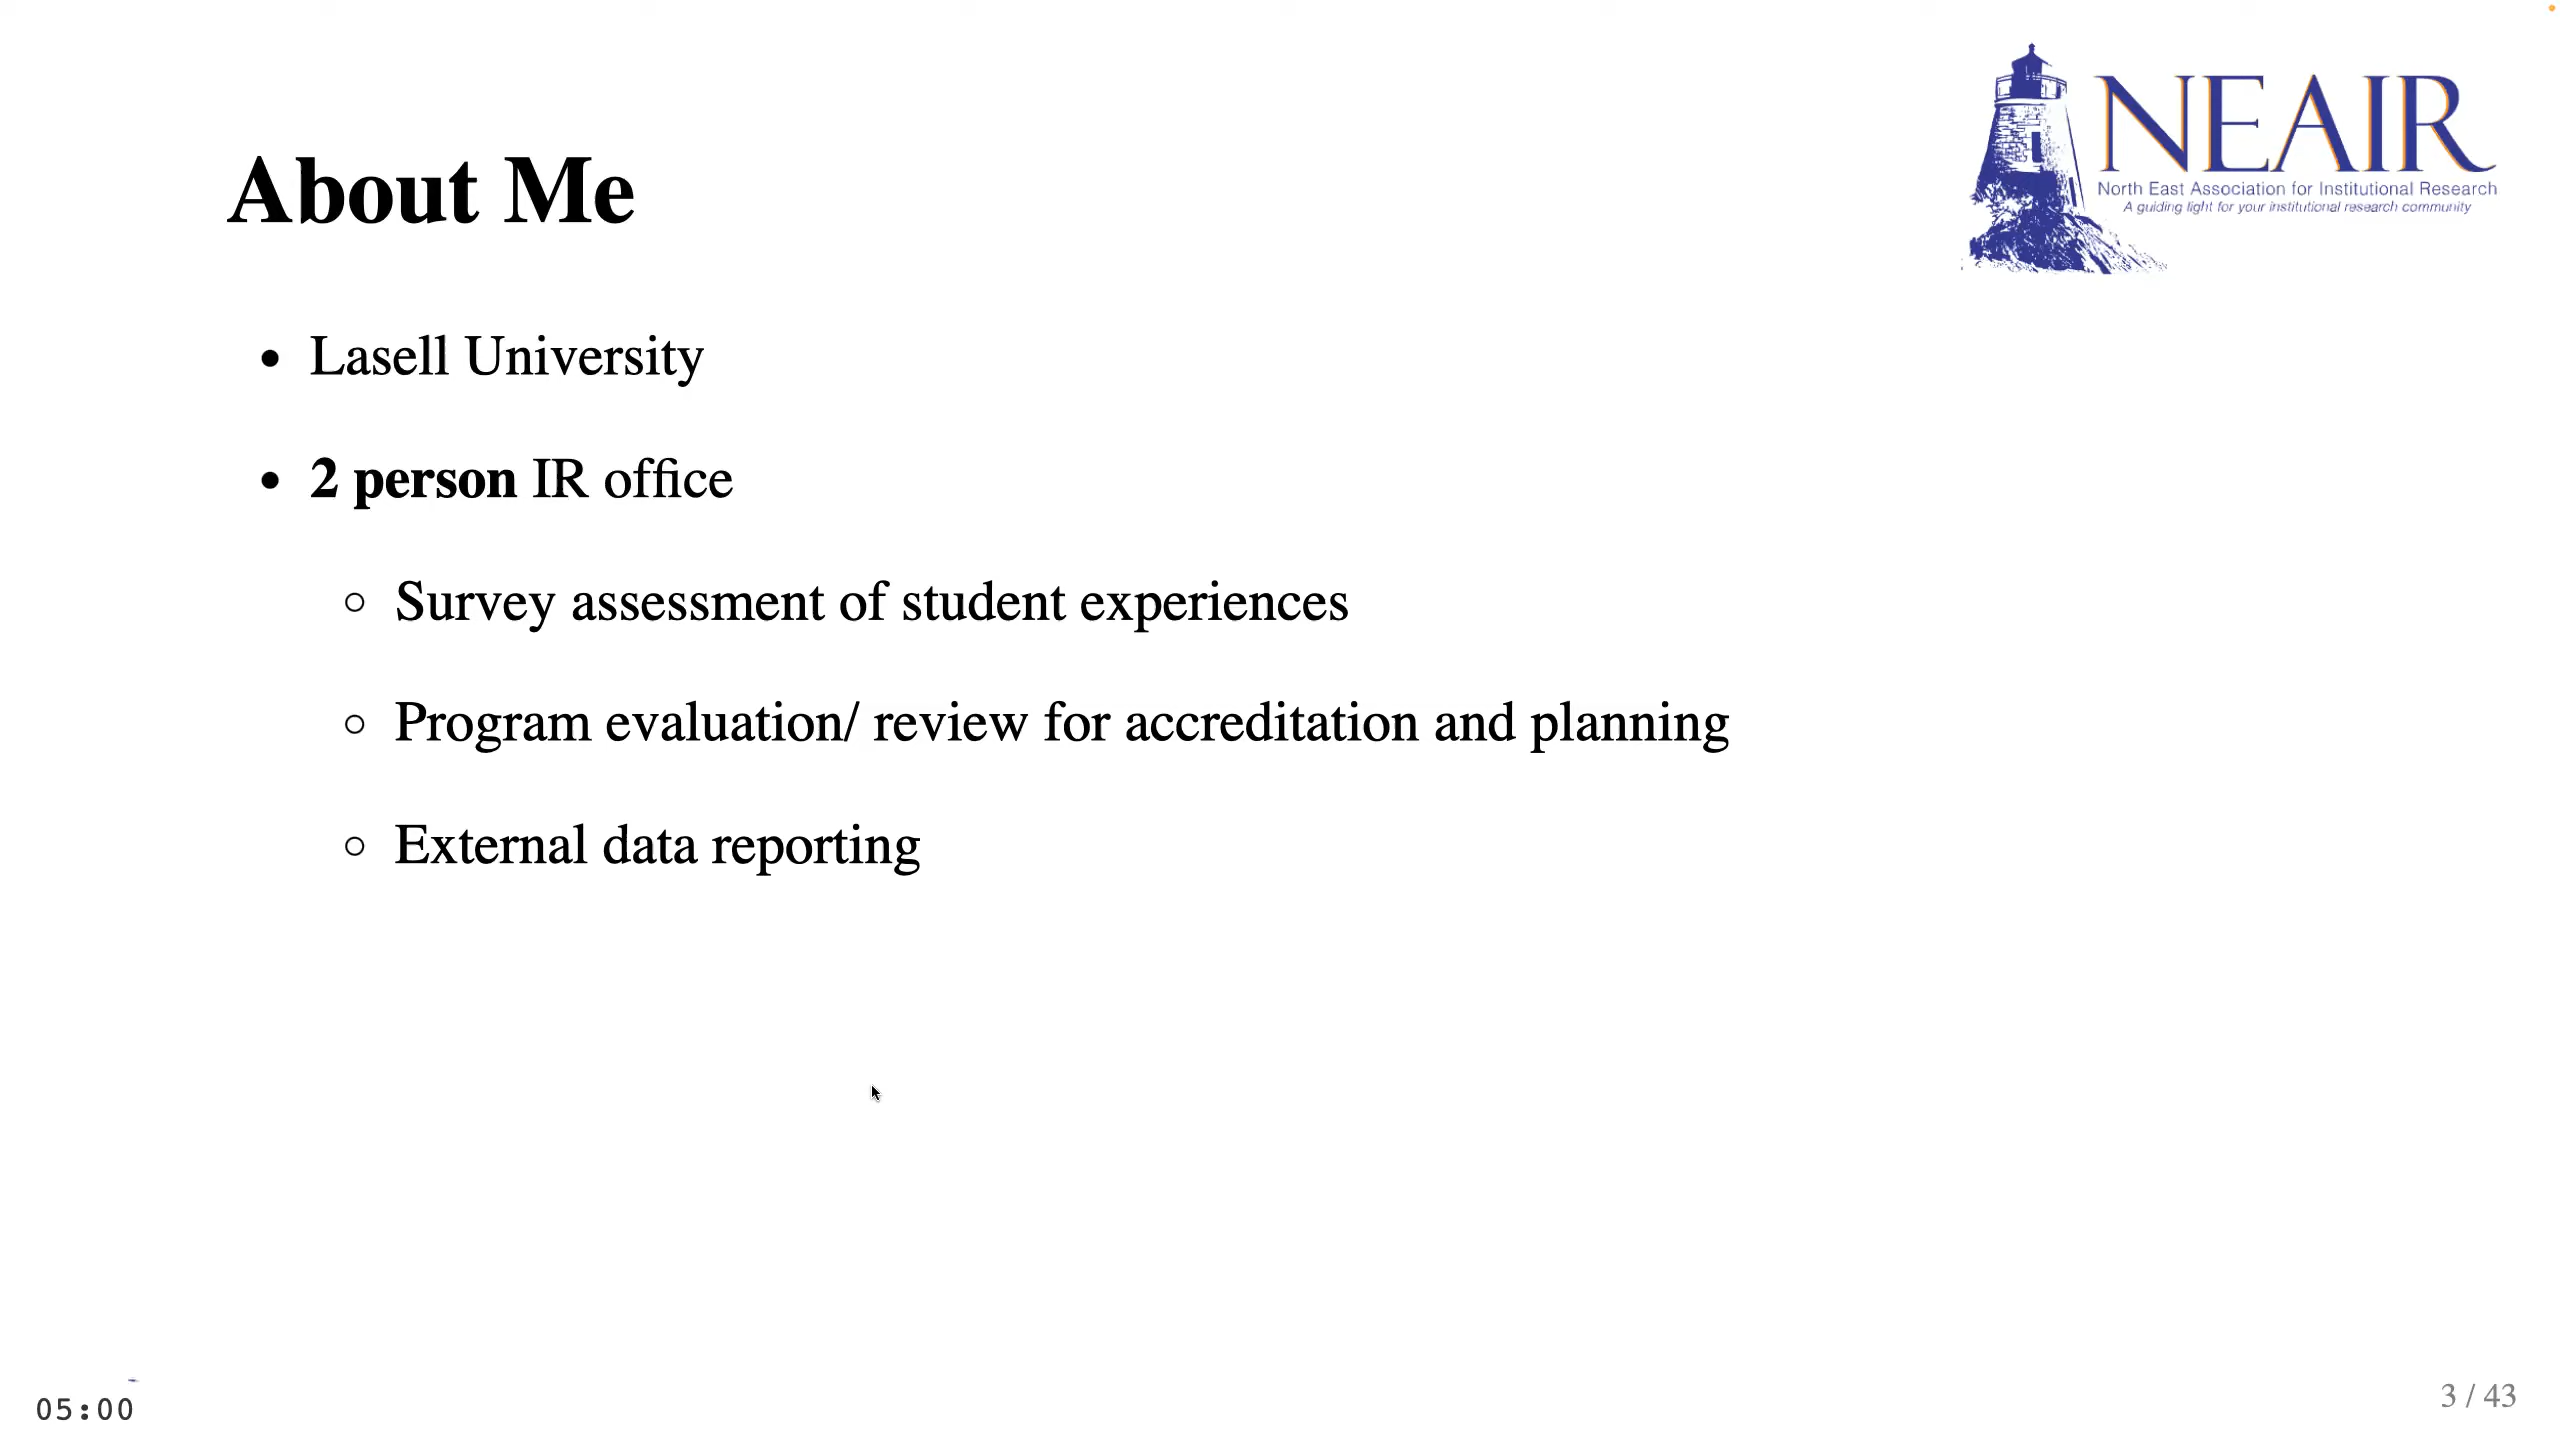 NEAIR
North East Association for Institutional Research
A guiding light for your institutional research community
About Me
Lasell University
2 person IR office
Survey assessment of student experiences
Program evaluation/ review for accreditation and planning
External data reporting
05:00
3 / 43